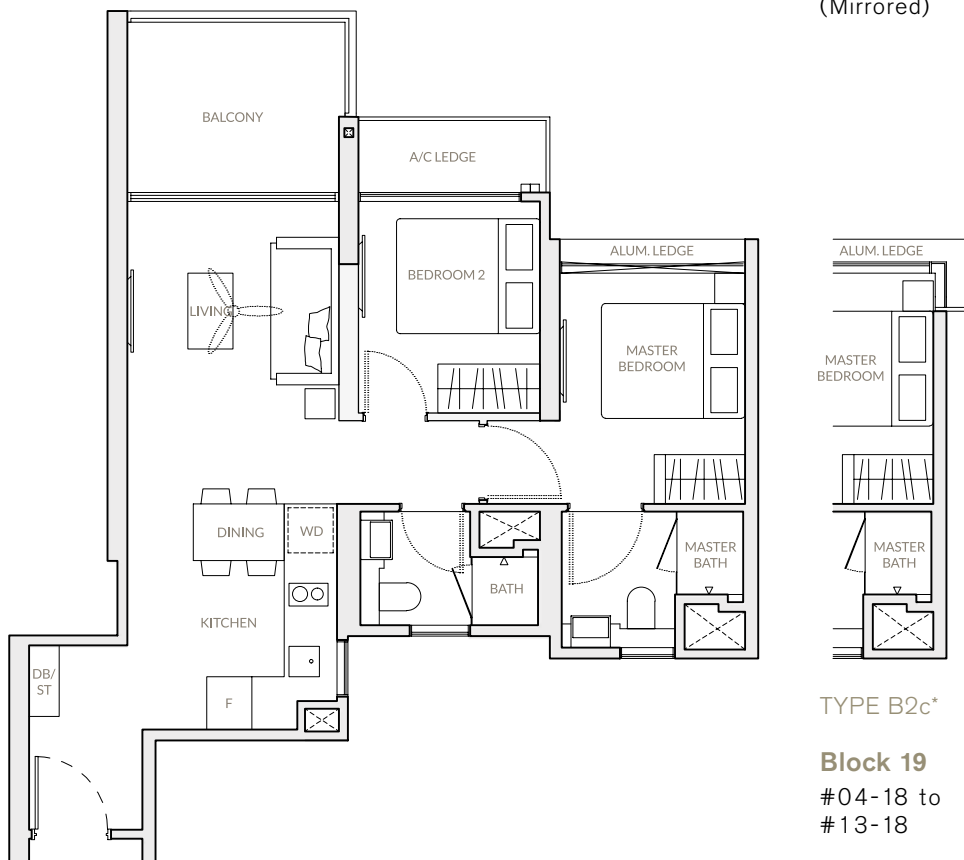 (Mirrored)
BALCONY
A/C LEDGE
ALUM. LEDGE
ALUM. LEDGE
BEDROOM 2
LIVING
MASTER
BEDROOM
MASTER
BEDROOM
DINING
WD
MASTER
BATH
MASTER
BATH
BATH
KITCHEN
DB/
ST
F
TYPE B2c*
Block 19
#04-18 to
#13-18